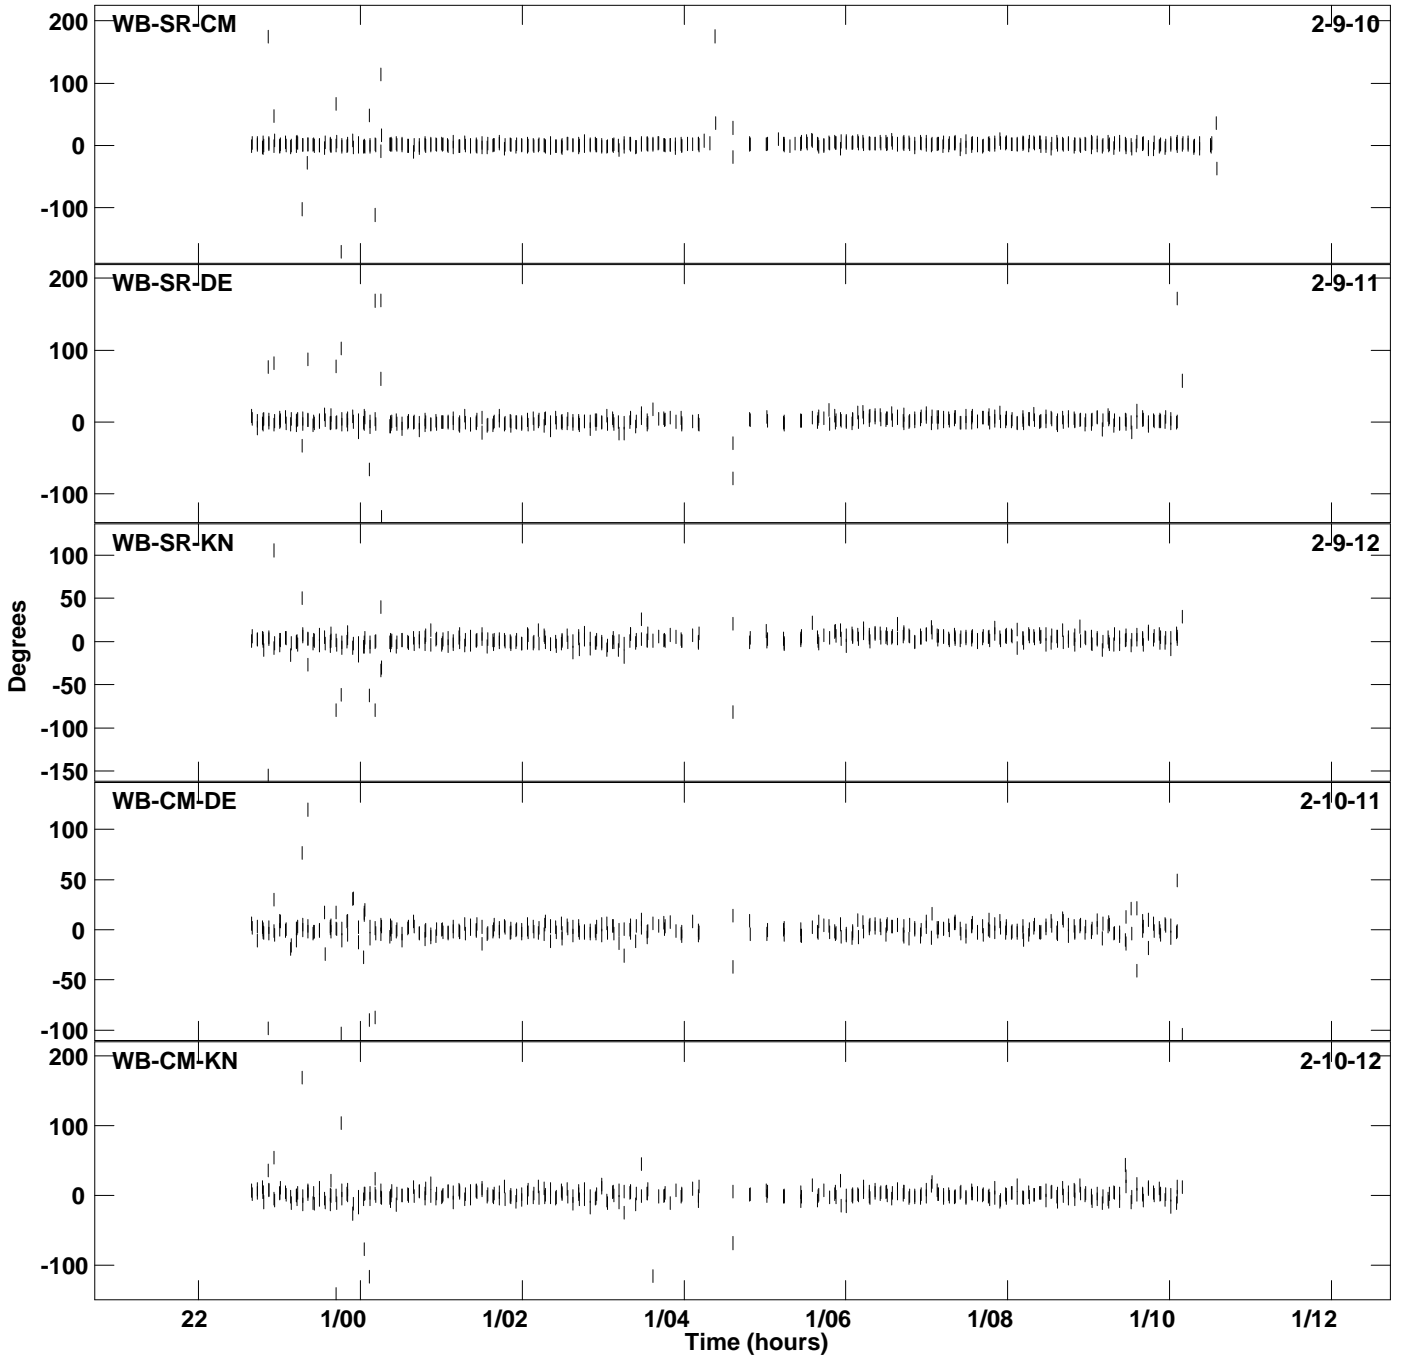 200 WB-SR-CM 2-9-10
100
0
-100
200 WB-SR-DE 2-9-11
100
0
-100
WB-SR-KN 2-9-12
100
50
0
-50
-100
-150
Degrees
WB-CM-DE 2-10-11
100
50
0
-50
-100
200 WB-CM-KN 2-10-12
100
0
-100
22 1/00 1/02 1/04 1/06 1/08 1/10 1/12
Time (hours)